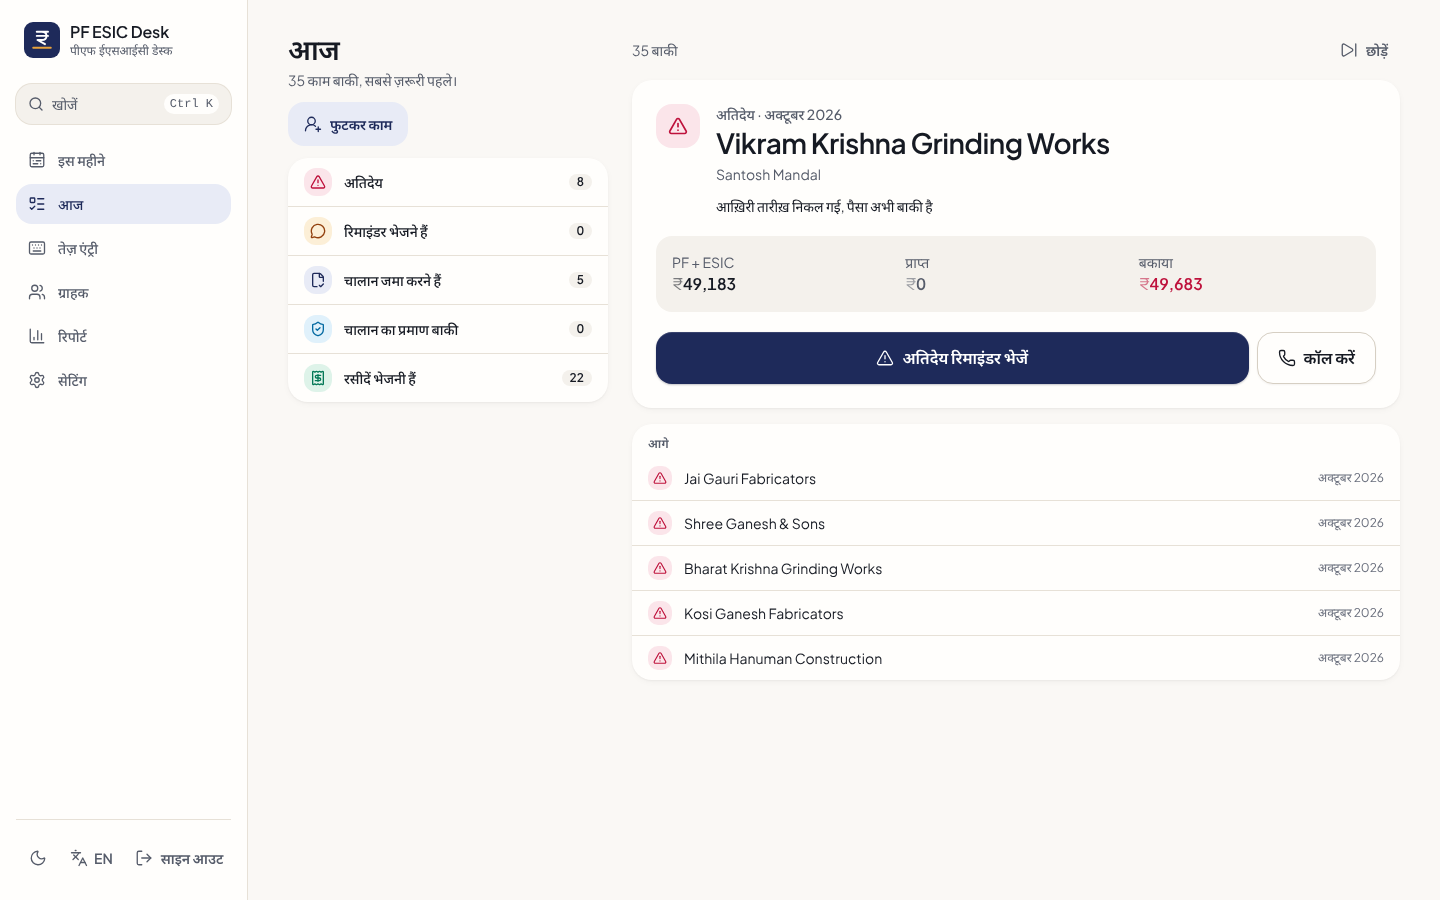 PF ESIC Desk
पीएफ ईएसआईसी डेस्क
खोजें
Ctrl K
इस महीने
आज
तेज़ एंट्री
ग्राहक
रिपोर्ट
सेटिंग
EN
साइन आउट
आज
35 काम बाकी, सबसे ज़रूरी पहले।
फुटकर काम
अतिदेय 8
रिमाइंडर भेजने हैं 0
चालान जमा करने हैं 5
चालान का प्रमाण बाकी 0
रसीदें भेजनी हैं 22
35 बाकी
छोड़ें
अतिदेय · अक्टूबर 2026
Vikram Krishna Grinding Works
Santosh Mandal
आख़िरी तारीख़ निकल गई, पैसा अभी बाकी है
PF + ESIC प्राप्त बकाया
₹49,183 ₹0 ₹49,683
अतिदेय रिमाइंडर भेजें
कॉल करें
आगे
Jai Gauri Fabricators अक्टूबर 2026
Shree Ganesh & Sons अक्टूबर 2026
Bharat Krishna Grinding Works अक्टूबर 2026
Kosi Ganesh Fabricators अक्टूबर 2026
Mithila Hanuman Construction अक्टूबर 2026